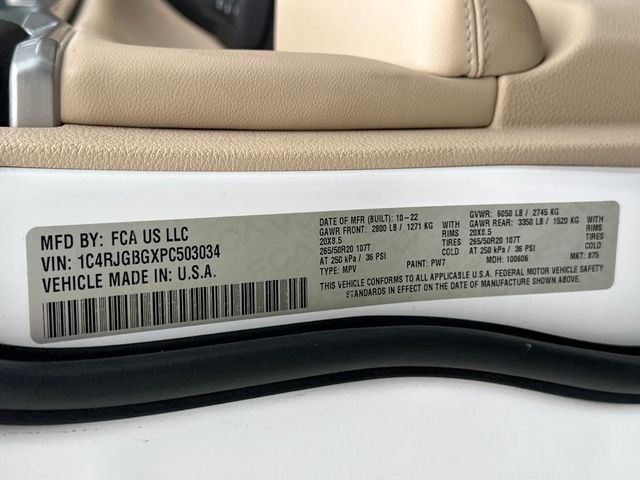 MFD BY: FCA US LLC
VIN: 1C4RJGBGXPC503034
VEHICLE MADE IN: U.S.A.
DATE OF MFR (BUILT): 10-22
GVWR: 6050 LB / 2745 KG
GAWR FRONT: 2800 LB / 1271 KG WITH
GAWR REAR: 3350 LB / 1520 KG WITH
20X8.5 RIMS
20X8.5 RIMS
265/50R20 107T FOR
265/50R20 107T FOR
AT 250 kPa / 36 PSI TIRES
AT 250 kPa / 36 PSI TIRES
TYPE: MPV PAINT: PW7 MDH: 100606 MKT: 875
THIS VEHICLE CONFORMS TO ALL APPLICABLE U.S.A. FEDERAL MOTOR VEHICLE SAFETY
STANDARDS IN EFFECT ON THE DATE OF MANUFACTURE SHOWN ABOVE.